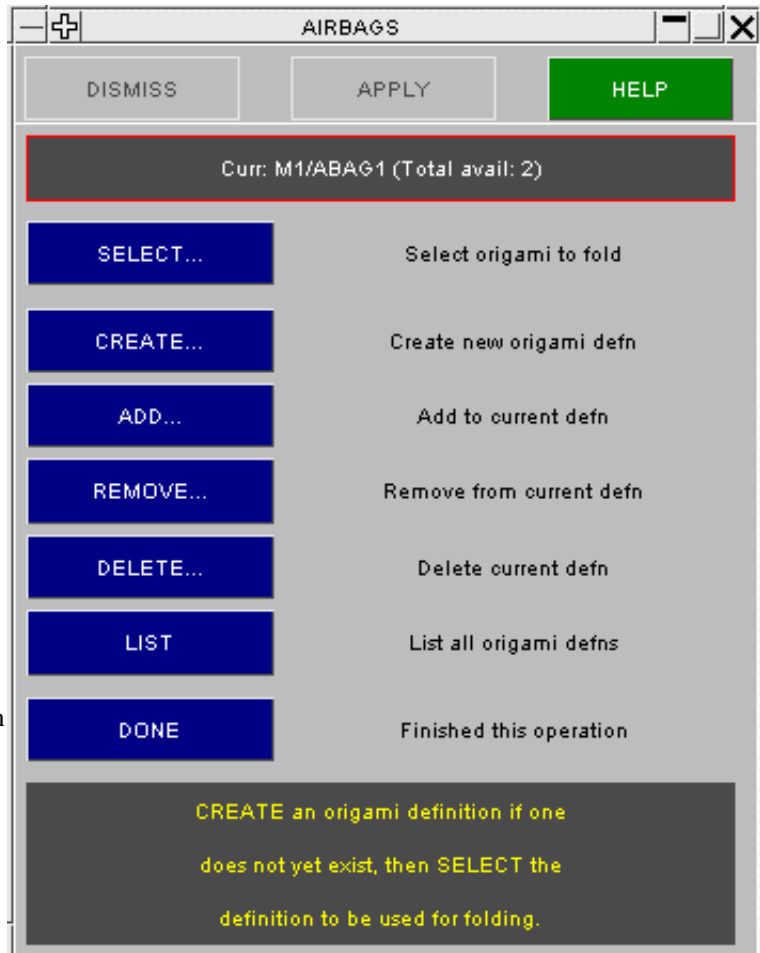 AIRBAGS
DISMISS APPLY HELP
Curr: M1/ABAG1 (Total avail: 2)
SELECT... Select origami to fold
CREATE... Create new origami defn
ADD... Add to current defn
REMOVE... Remove from current defn
DELETE... Delete current defn
LIST List all origami defns
n
DONE Finished this operation
CREATE an origami definition if one
does not yet exist, then SELECT the
definition to be used for folding.